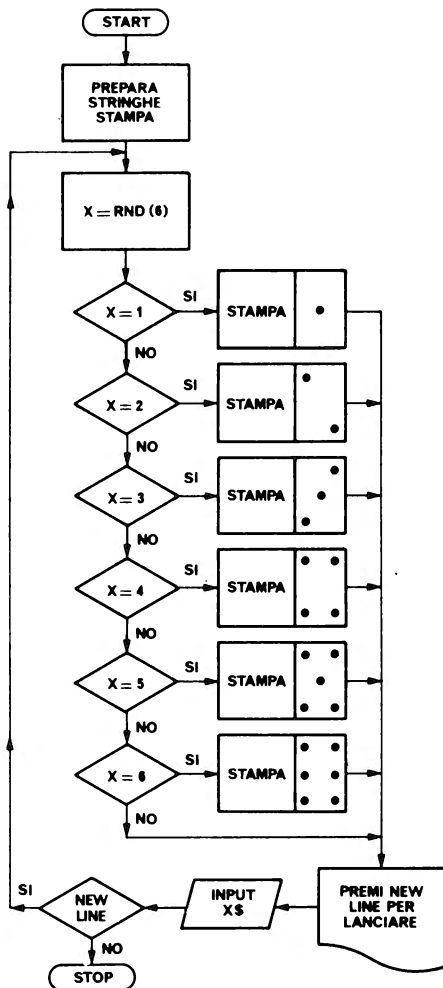 START
PREPARA
STRINGHE
STAMPA
X = RND (6)
X = 1
SI
STAMPA
NO
X = 2
SI
STAMPA
NO
X = 3
SI
STAMPA
NO
X = 4
SI
STAMPA
NO
X = 5
SI
STAMPA
NO
X = 6
SI
STAMPA
NO
PREMI NEW
LINE PER
LANCIARE
INPUT
X$
NEW
LINE
SI
NO
STOP